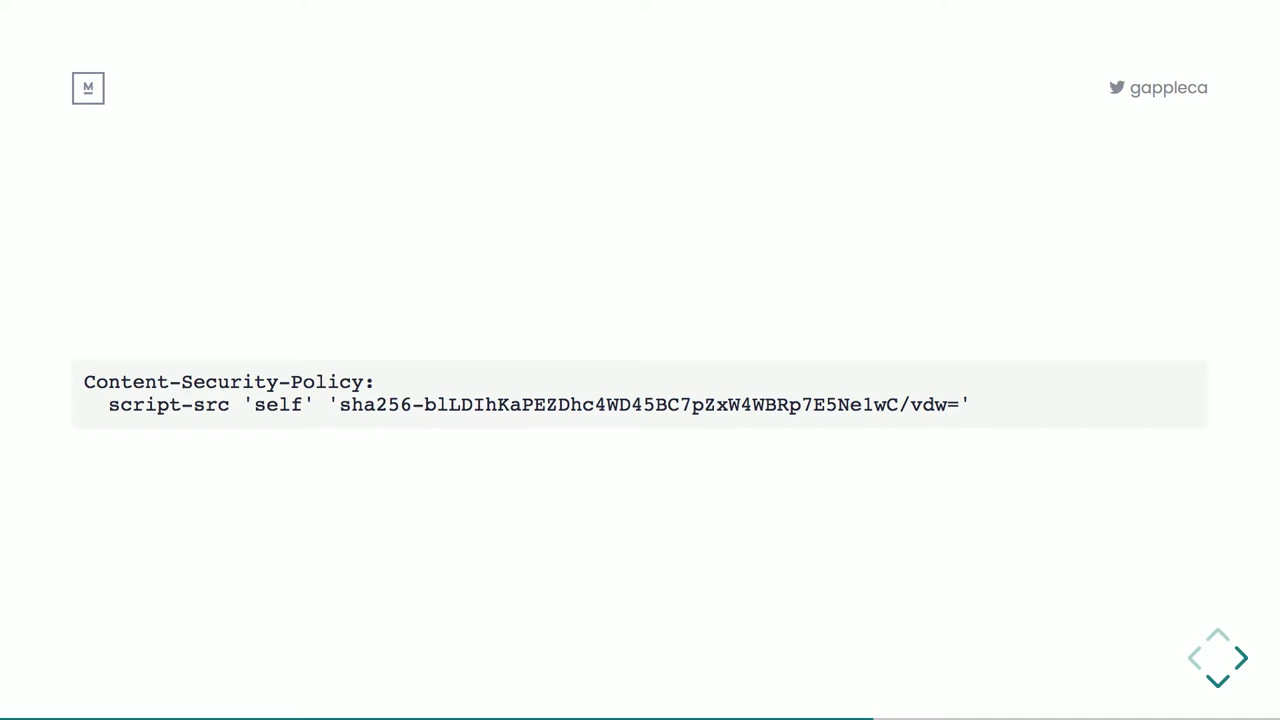 M
gappleca
Content-Security-Policy:
script-src 'self' 'sha256-blLDIhKaPEZDhc4WD45BC7pZxW4WBRp7E5Ne1wC/vdw='